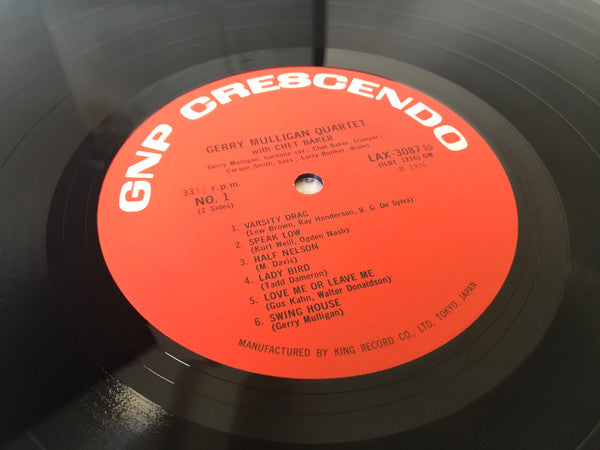 GNP CRESCENDO
GERRY MULLIGAN QUARTET
with CHET BAKER
Gerry Mulligan, baritone sax, Chet Baker, trumpet,
Carson Smith, bass, Larry Bunker, drums
33⅓ r.p.m.
NO. 1
(2 Sides)
LAX-3087 Ⓜ
(LBT 1215) SN
Ⓟ 1976
1. VARSITY DRAG
(Lew Brown, Ray Henderson, B. G. De Sylva)
2. SPEAK LOW
(Kurt Weill, Ogden Nash)
3. HALF NELSON
(M. Davis)
4. LADY BIRD
(Tadd Dameron)
5. LOVE ME OR LEAVE ME
(Gus Kahn, Walter Donaldson)
6. SWING HOUSE
(Gerry Mulligan)
MANUFACTURED BY KING RECORD CO., LTD, TOKYO, JAPAN